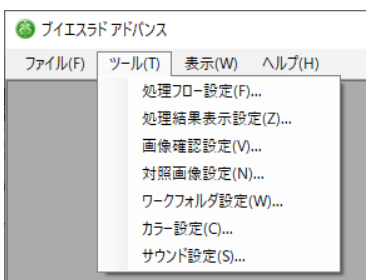 ブイエスラド アドバンス
ファイル(F) ツール(T) 表示(W) ヘルプ(H)
処理フロー設定(F)...
処理結果表示設定(Z)...
画像確認設定(V)...
対照画像設定(N)...
ワークフォルダ設定(W)...
カラー設定(C)...
サウンド設定(S)...